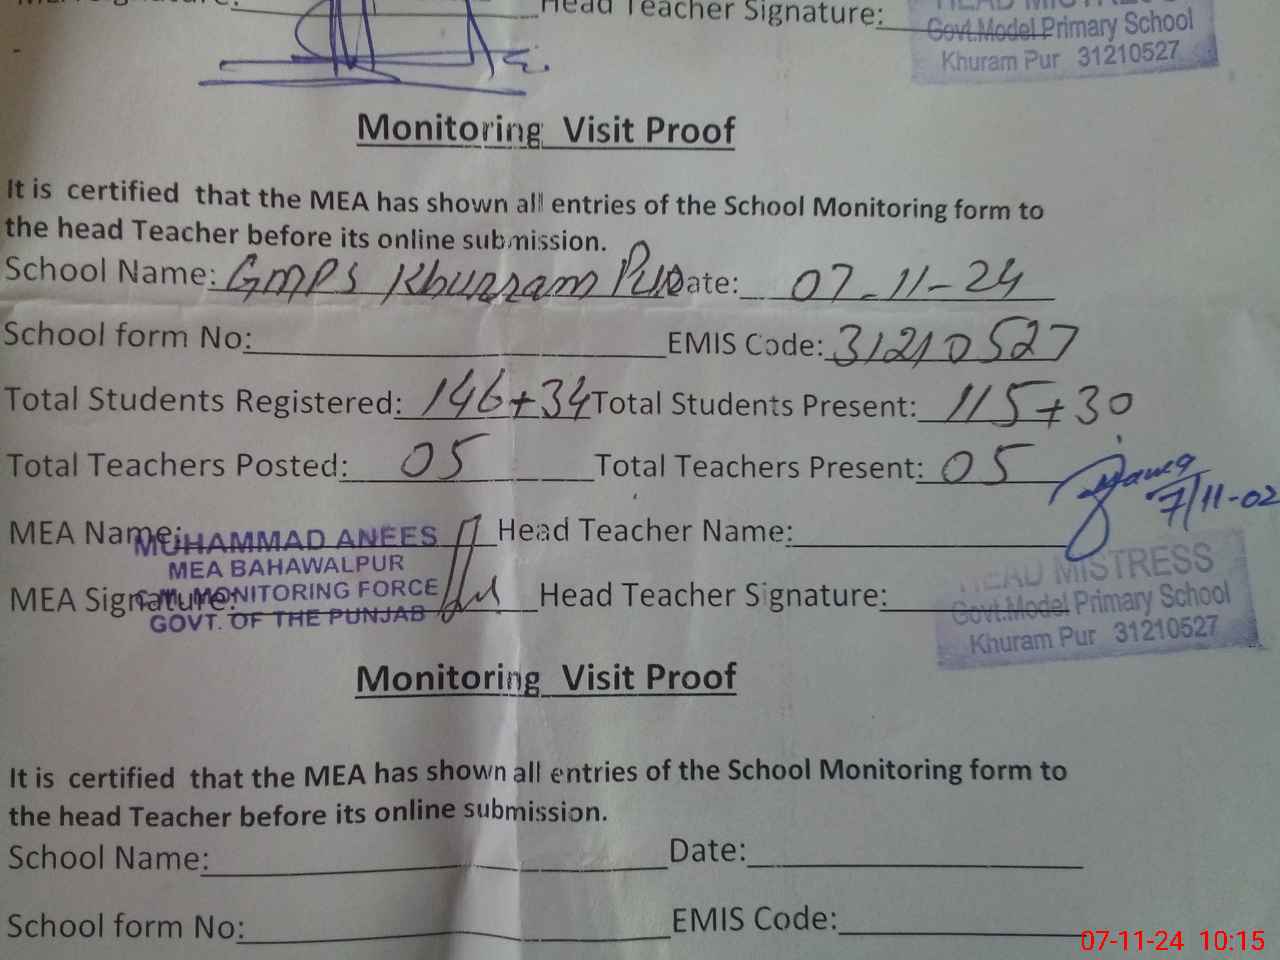 Head Teacher Signature:
Govt.Model Primary School
Khuram Pur 31210527
Monitoring Visit Proof
It is certified that the MEA has shown all entries of the School Monitoring form to
the head Teacher before its online submission.
School Name: GMPS Khurram Pur Date: 07-11-24
School form No: EMIS Code: 31210527
Total Students Registered: 146+34 Total Students Present: 115+30
Total Teachers Posted: 05 Total Teachers Present: 05
7/11-02
MEA Name: Head Teacher Name:
MUHAMMAD ANEES
MEA BAHAWALPUR
MONITORING FORCE
GOVT. OF THE PUNJAB
MEA Signature: Head Teacher Signature:
HEAD MISTRESS
Govt.Model Primary School
Khuram Pur 31210527
Monitoring Visit Proof
It is certified that the MEA has shown all entries of the School Monitoring form to
the head Teacher before its online submission.
School Name: Date:
School form No: EMIS Code:
07-11-24 10:15